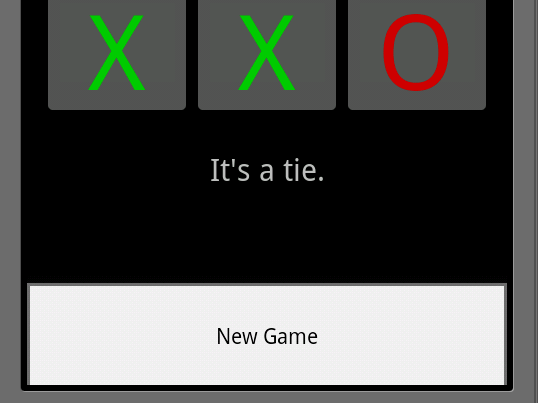 X X O
It's a tie.
New Game